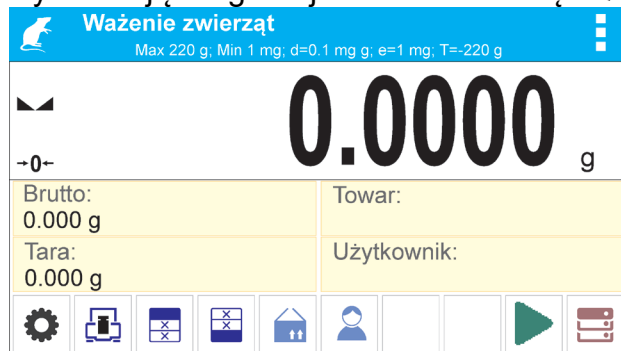 Ważenie zwierząt
Max 220 g; Min 1 mg; d=0.1 mg g; e=1 mg; T=-220 g
0.0000 g
→0←
Brutto:
0.000 g
Towar:
Tara:
0.000 g
Użytkownik: